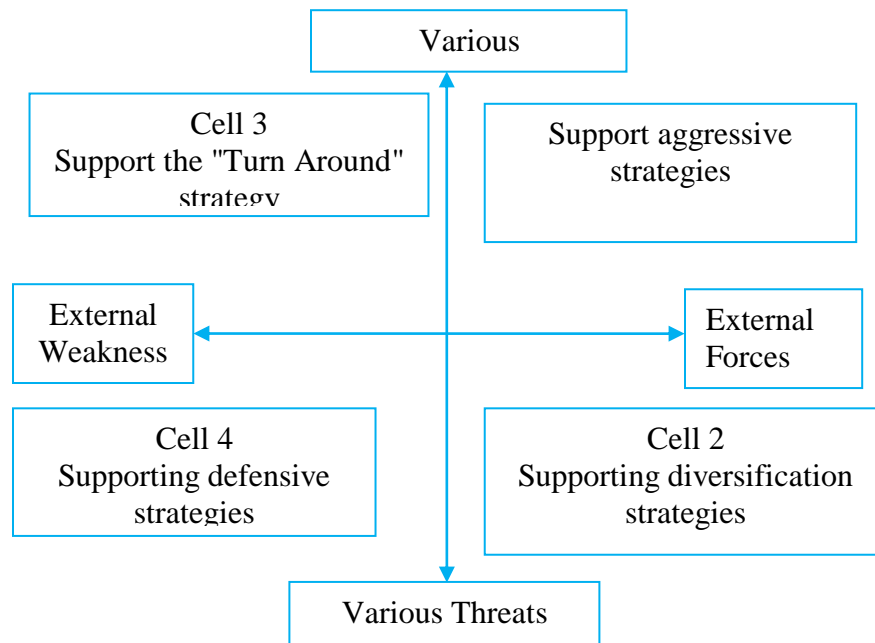 Various
Cell 3
Support the "Turn Around"
strategy
Support aggressive
strategies
External
Weakness
External
Forces
Cell 4
Supporting defensive
strategies
Cell 2
Supporting diversification
strategies
Various Threats